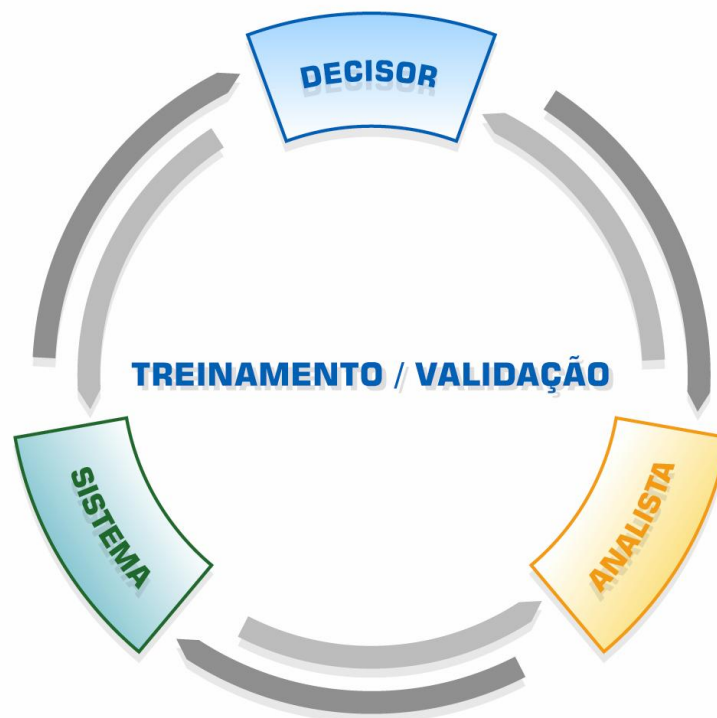 DECISOR
TREINAMENTO / VALIDAÇÃO
SISTEMA
ANALISTA